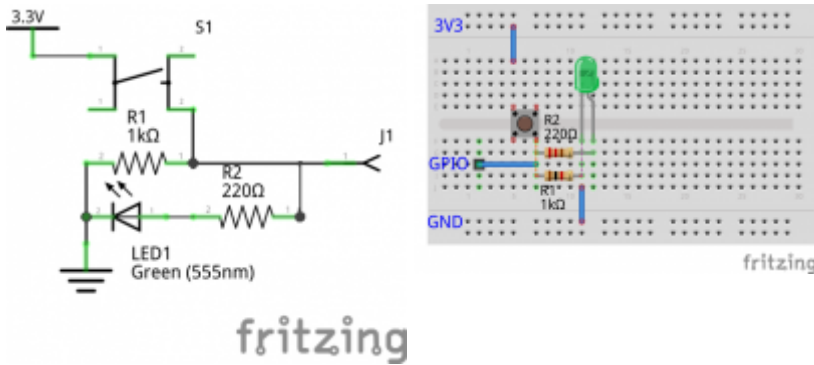 3.3V
S1
R1
1kΩ
J1
R2
220Ω
LED1
Green (555nm)
fritzing
3V3
R2
220Ω
GPIO
R1
1kΩ
GND
fritzing